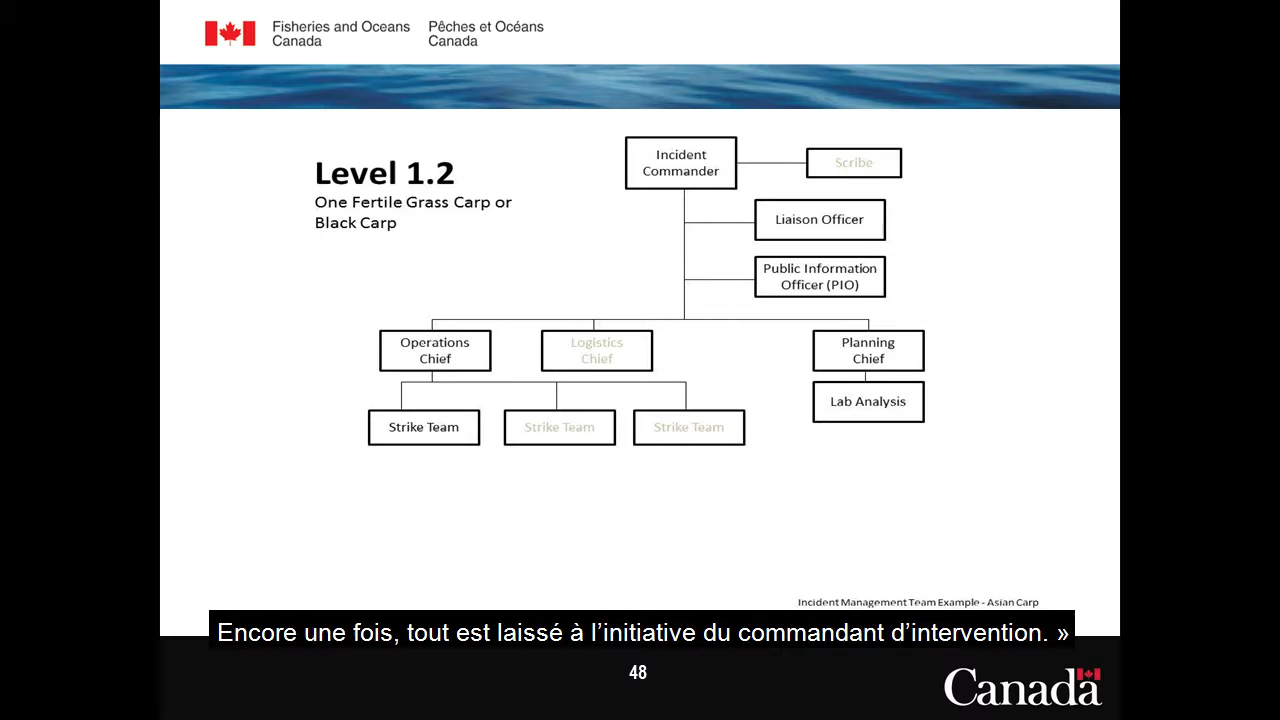 Fisheries and Oceans
Canada
Pêches et Océans
Canada
Level 1.2
One Fertile Grass Carp or
Black Carp
Incident
Commander
Scribe
Liaison Officer
Public Information
Officer (PIO)
Operations
Chief
Logistics
Chief
Planning
Chief
Lab Analysis
Strike Team
Strike Team
Strike Team
Incident Management Team Example - Asian Carp
Encore une fois, tout est laissé à l’initiative du commandant d’intervention. »
48
Canada